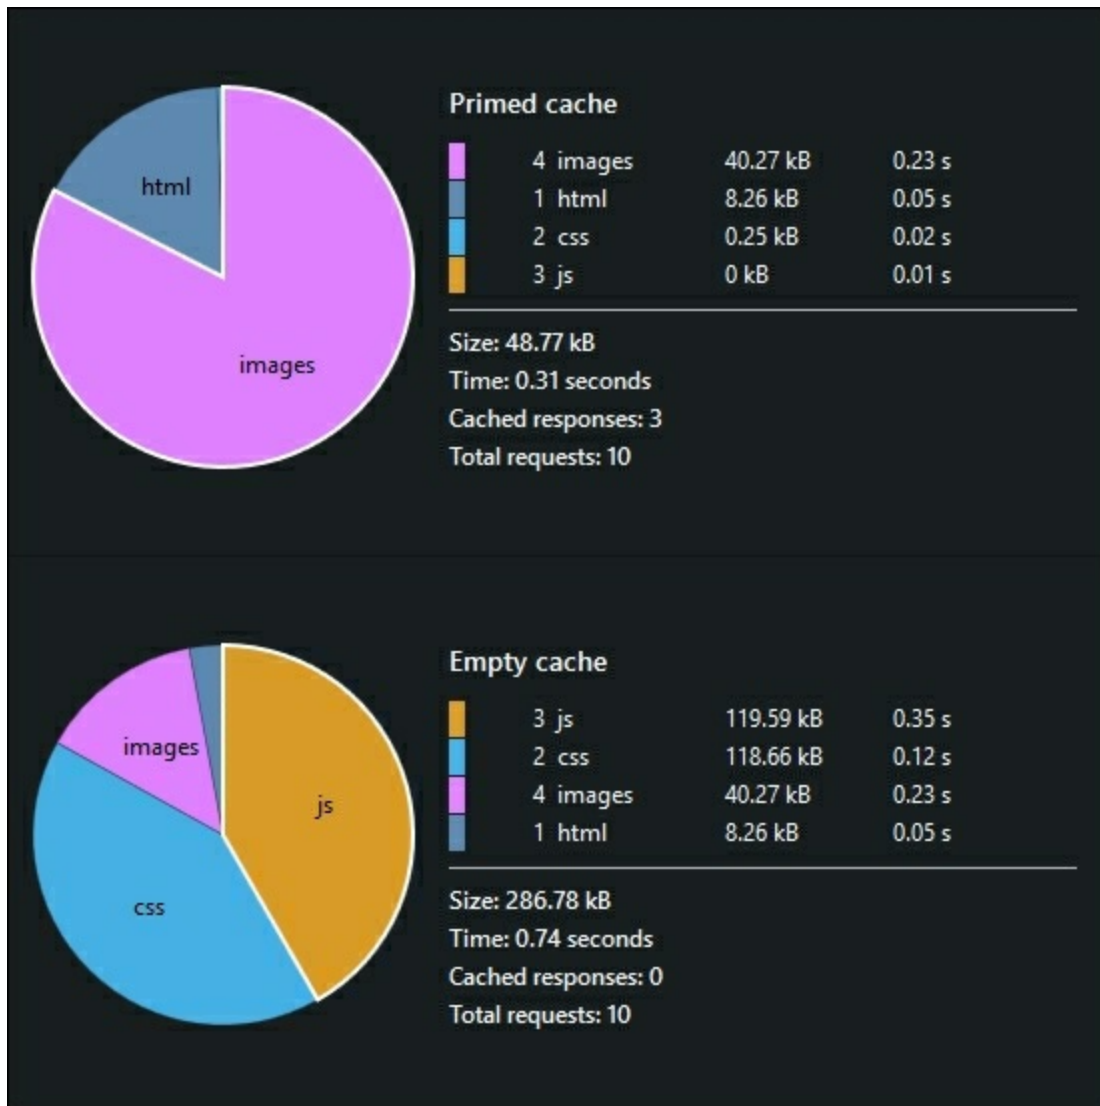 html
images
Primed cache
4 images 40.27 kB 0.23 s
1 html 8.26 kB 0.05 s
2 css 0.25 kB 0.02 s
3 js 0 kB 0.01 s
Size: 48.77 kB
Time: 0.31 seconds
Cached responses: 3
Total requests: 10
images
js
css
Empty cache
3 js 119.59 kB 0.35 s
2 css 118.66 kB 0.12 s
4 images 40.27 kB 0.23 s
1 html 8.26 kB 0.05 s
Size: 286.78 kB
Time: 0.74 seconds
Cached responses: 0
Total requests: 10